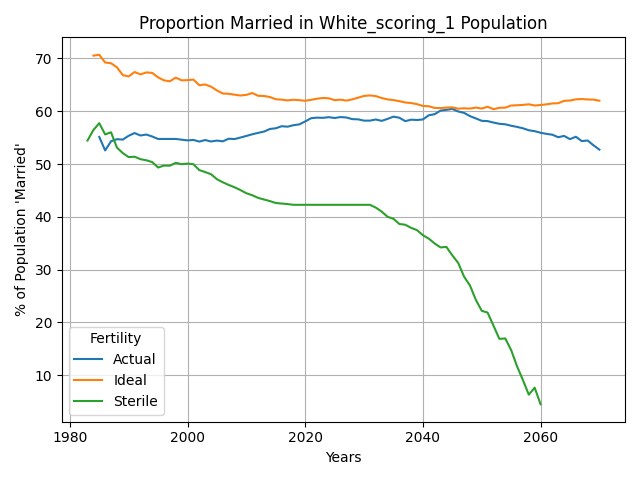 Proportion Married in White_scoring_1 Population
% of Population 'Married'
70
60
50
40
30
20
10
Fertility
Actual
Ideal
Sterile
1980 2000 2020 2040 2060
Years